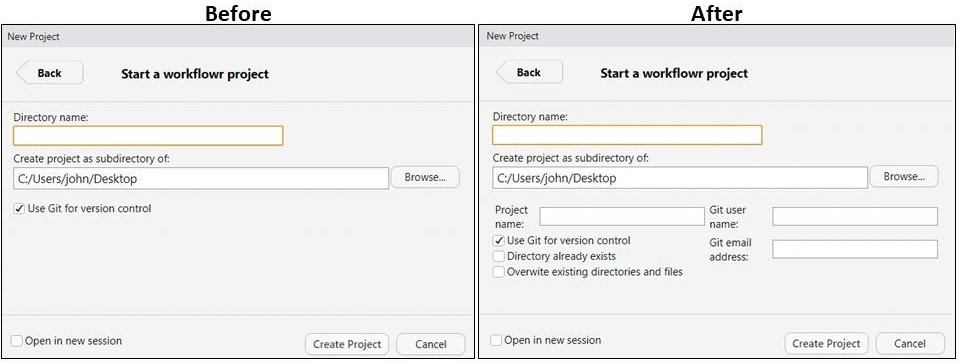 Before
New Project
Back
Start a workflowr project
Directory name:
Create project as subdirectory of:
C:/Users/john/Desktop
Browse...
Use Git for version control
Open in new session
Create Project
Cancel
After
New Project
Back
Start a workflowr project
Directory name:
Create project as subdirectory of:
C:/Users/john/Desktop
Browse...
Project
name:
Git user
name:
Use Git for version control
Directory already exists
Overwite existing directories and files
Git email
address:
Open in new session
Create Project
Cancel